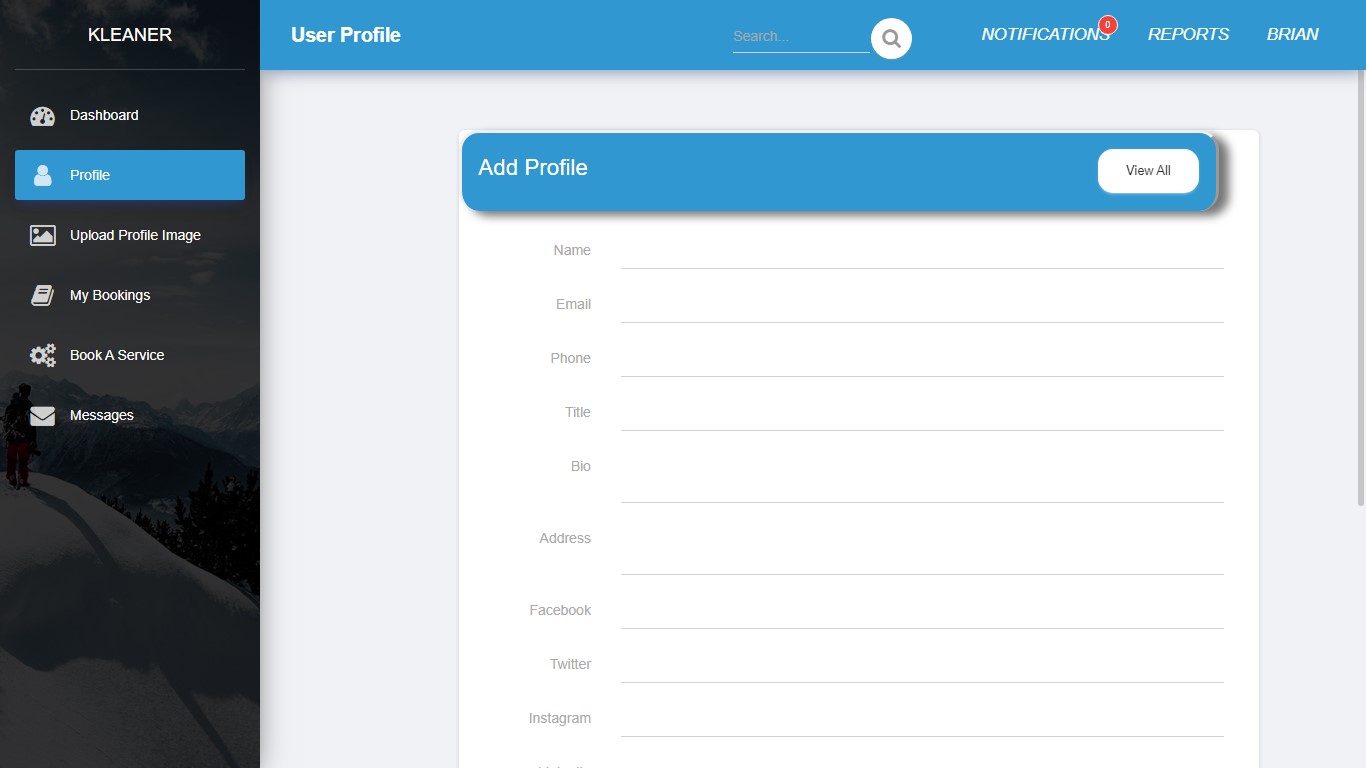 KLEANER
User Profile
Search...
NOTIFICATIONS
0
REPORTS
BRIAN
Dashboard
Profile
Upload Profile Image
My Bookings
Book A Service
Messages
Add Profile
View All
Name
Email
Phone
Title
Bio
Address
Facebook
Twitter
Instagram